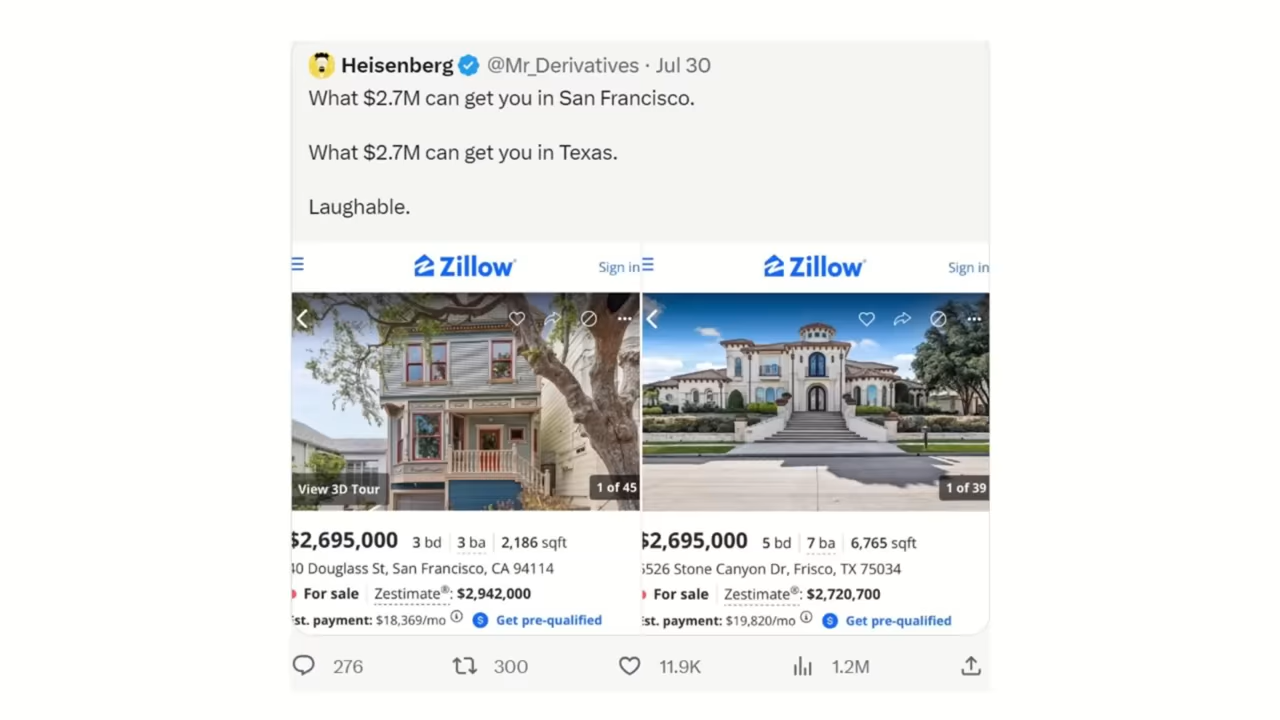 Heisenberg @Mr_Derivatives · Jul 30
What $2.7M can get you in San Francisco.
What $2.7M can get you in Texas.
Laughable.
Zillow Sign in
View 3D Tour
1 of 45
$2,695,000 3 bd 3 ba 2,186 sqft
40 Douglass St, San Francisco, CA 94114
For sale Zestimate®: $2,942,000
Est. payment: $18,369/mo Get pre-qualified
Zillow Sign in
1 of 39
$2,695,000 5 bd 7 ba 6,765 sqft
5526 Stone Canyon Dr, Frisco, TX 75034
For sale Zestimate®: $2,720,700
Est. payment: $19,820/mo Get pre-qualified
276 300 11.9K 1.2M